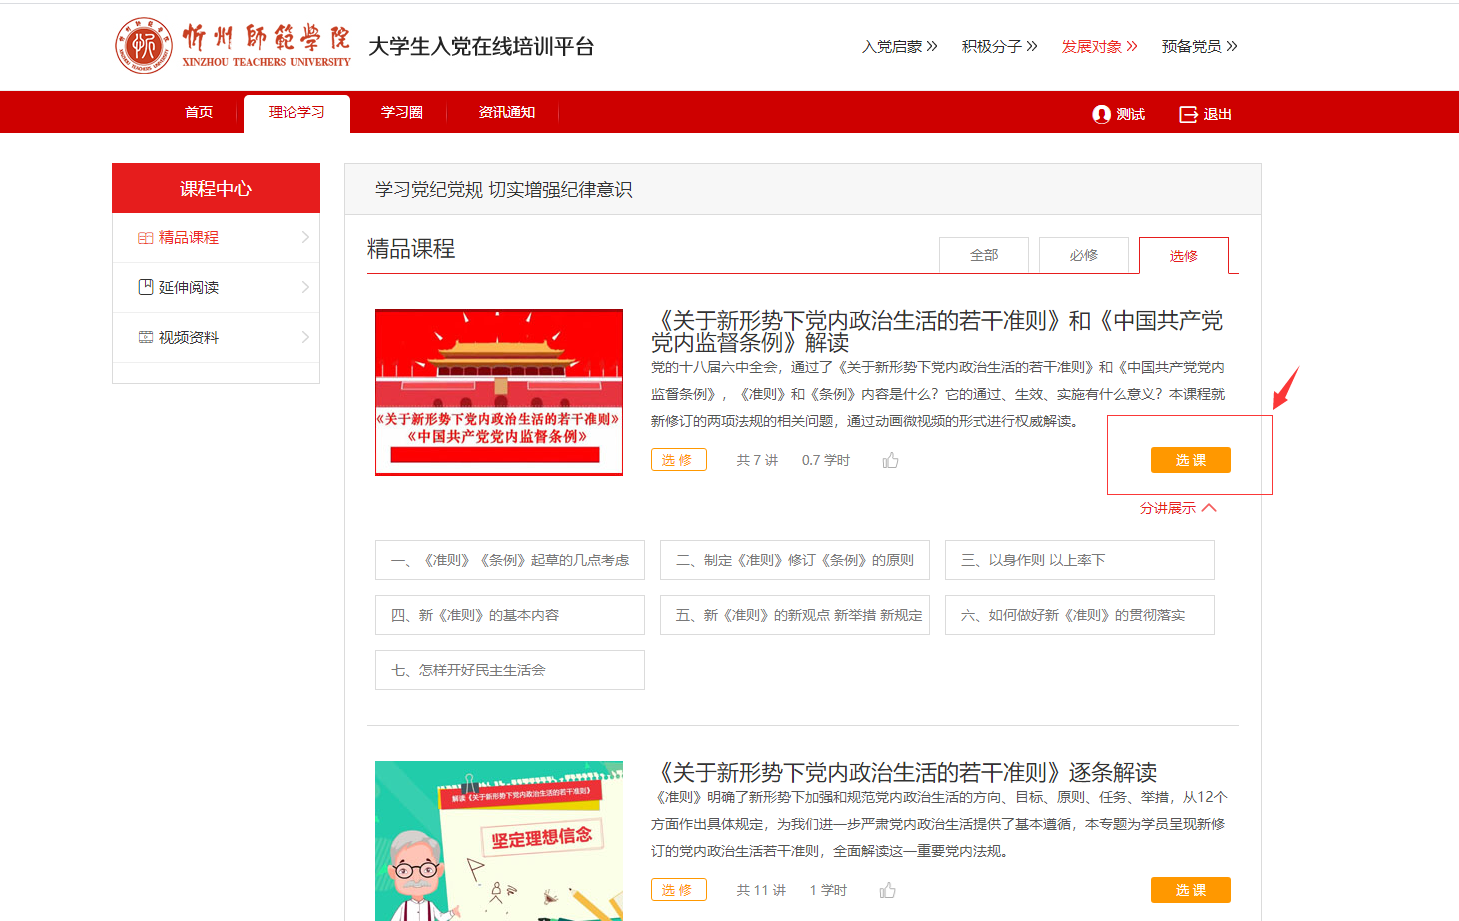 忻州師範學院
XINZHOU TEACHERS UNIVERSITY
大学生入党在线培训平台
入党启蒙 积极分子 发展对象 预备党员
首页 理论学习 学习圈 资讯通知 测试 退出
课程中心
精品课程
延伸阅读
视频资料
学习党纪党规 切实增强纪律意识
精品课程
全部 必修 选修
《关于新形势下党内政治生活的若干准则》
《中国共产党党内监督条例》
《关于新形势下党内政治生活的若干准则》和《中国共产党
党内监督条例》解读
党的十八届六中全会，通过了《关于新形势下党内政治生活的若干准则》和《中国共产党党内
监督条例》，《准则》和《条例》内容是什么？它的通过、生效、实施有什么意义？本课程就
新修订的两项法规的相关问题，通过动画微视频的形式进行权威解读。
选修 共 7 讲 0.7 学时 选课
分讲展示
一、《准则》《条例》起草的几点考虑
二、制定《准则》修订《条例》的原则
三、以身作则 以上率下
四、新《准则》的基本内容
五、新《准则》的新观点 新举措 新规定
六、如何做好新《准则》的贯彻落实
七、怎样开好民主生活会
解读《关于新形势下党内政治生活的若干准则》
坚定理想信念
《关于新形势下党内政治生活的若干准则》逐条解读
《准则》明确了新形势下加强和规范党内政治生活的方向、目标、原则、任务、举措，从12个
方面作出具体规定，为我们进一步严肃党内政治生活提供了基本遵循，本专题为学员呈现新修
订的党内政治生活若干准则，全面解读这一重要党内法规。
选修 共 11 讲 1 学时 选课